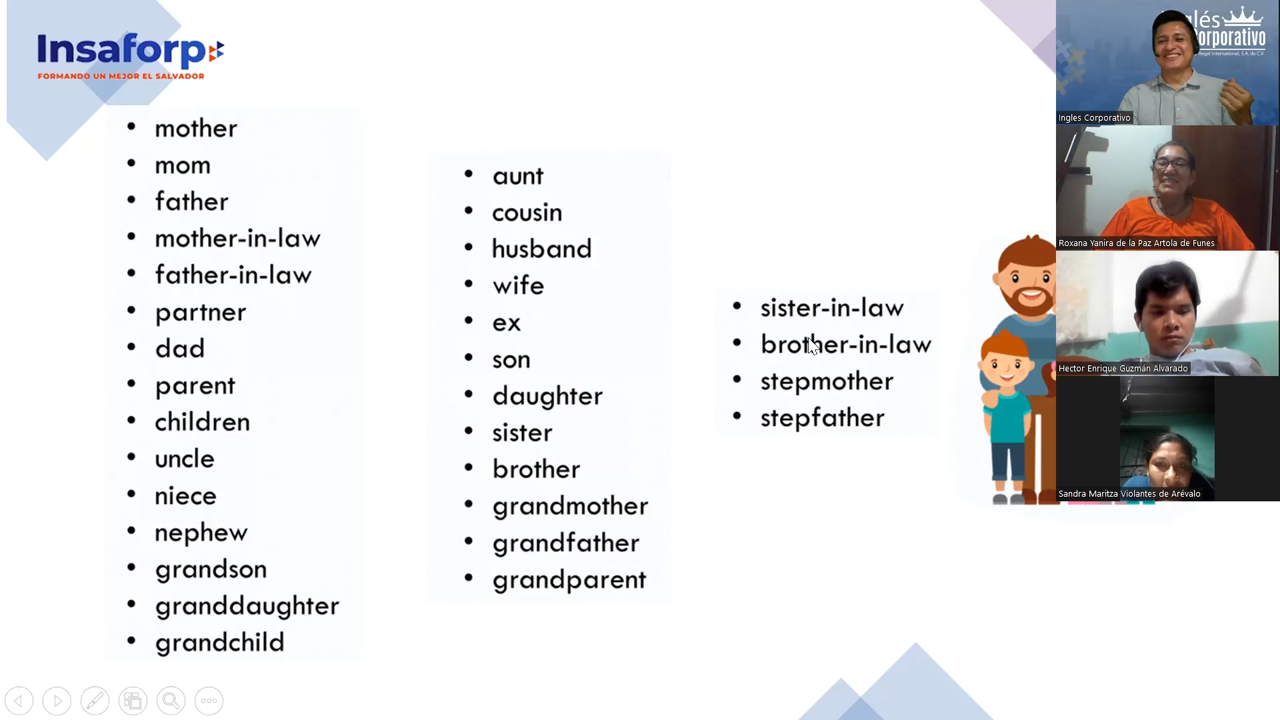 Insaforp
FORMANDO UN MEJOR EL SALVADOR
mother
mom
father
mother-in-law
father-in-law
partner
dad
parent
children
uncle
niece
nephew
grandson
granddaughter
grandchild
aunt
cousin
husband
wife
ex
son
daughter
sister
brother
grandmother
grandfather
grandparent
sister-in-law
brother-in-law
stepmother
stepfather
Inglés
Corporativo
Ingles Corporativo
Roxana Yanira de la Paz Artola de Funes
Hector Enrique Guzmán Alvarado
Sandra Maritza Violantes de Arévalo